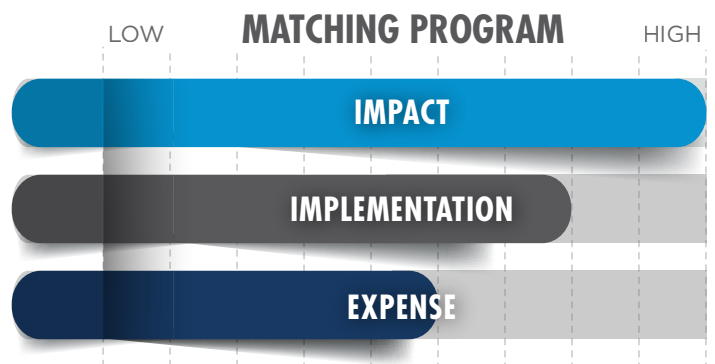 LOW MATCHING PROGRAM HIGH
IMPACT
IMPLEMENTATION
EXPENSE